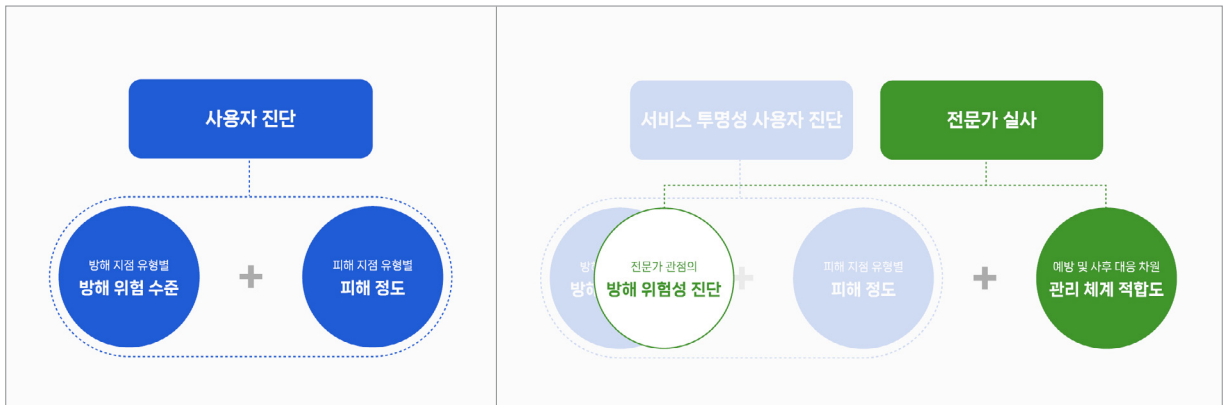 사용자 진단
방해 지점 유형별
방해 위험 수준
+
피해 지점 유형별
피해 정도
서비스 투명성 사용자 진단
전문가 실사
방해
전문가 관점의
방해 위험성 진단
+
피해 지점 유형별
피해 정도
+
예방 및 사후 대응 차원
관리 체계 적합도